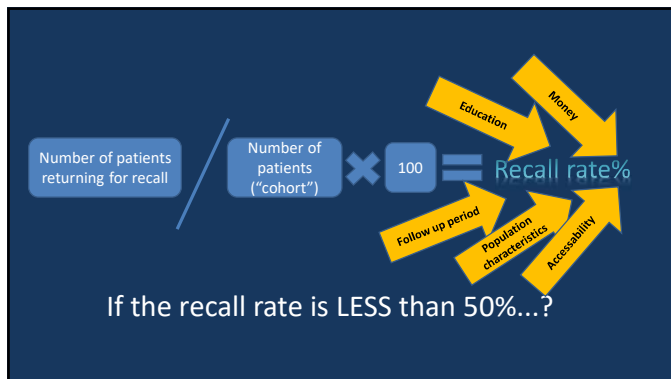 Number of patients
returning for recall
Number of
patients
("cohort")
100
Recall rate%
Education
Money
Follow up period
Population
characteristics
Accessability
If the recall rate is LESS than 50%...?